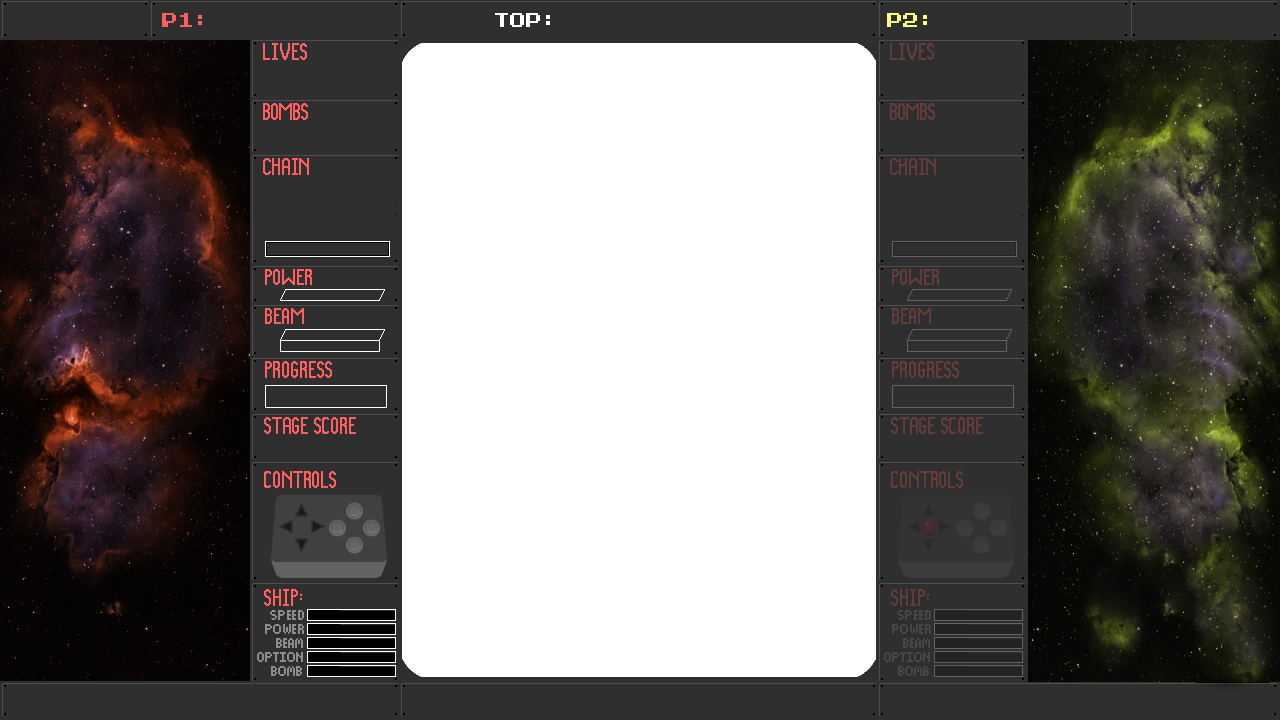 P1:
TOP:
P2:
LIVES
BOMBS
CHAIN
POWER
BEAM
PROGRESS
STAGE SCORE
CONTROLS
SHIP:
SPEED
POWER
BEAM
OPTION
BOMB
LIVES
BOMBS
CHAIN
POWER
BEAM
PROGRESS
STAGE SCORE
CONTROLS
SHIP:
SPEED
POWER
BEAM
OPTION
BOMB